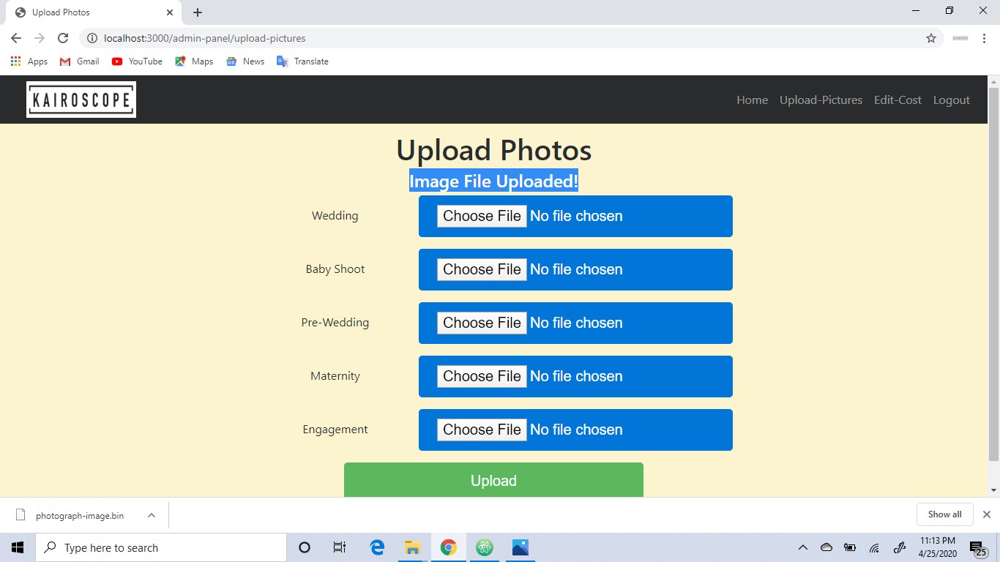 Upload Photos
localhost:3000/admin-panel/upload-pictures
Apps Gmail YouTube Maps News Translate
KAIROSCOPE
Home Upload-Pictures Edit-Cost Logout
Upload Photos
Image File Uploaded!
Wedding Choose File No file chosen
Baby Shoot Choose File No file chosen
Pre-Wedding Choose File No file chosen
Maternity Choose File No file chosen
Engagement Choose File No file chosen
Upload
photograph-image.bin Show all
Type here to search
11:13 PM
4/25/2020
25